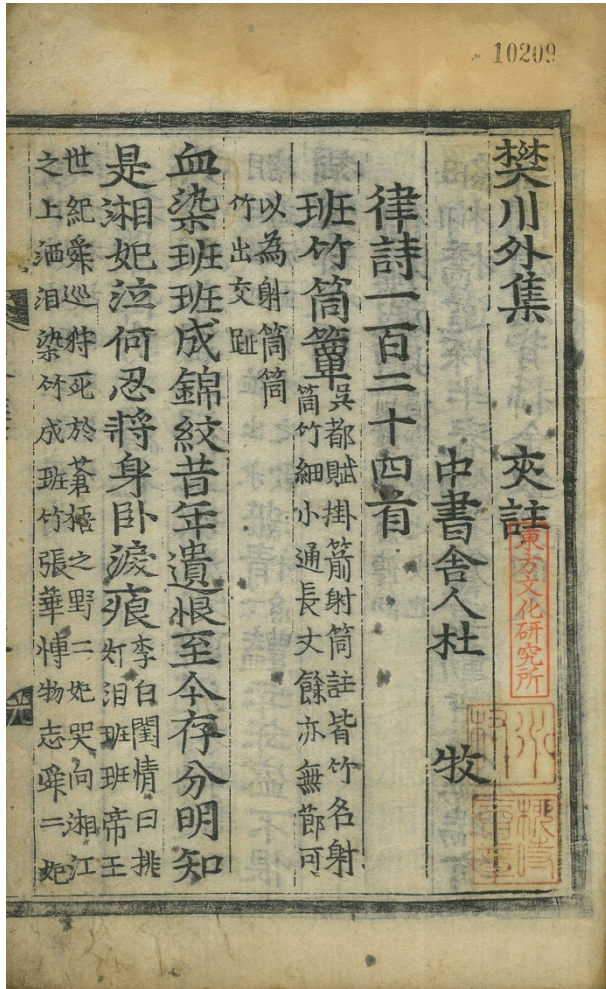 10209
樊川外集 夾註
中書舍人杜 牧
律詩一百二十四首
班竹筒簟吳都賦掛箭射筒註皆竹名射
筒竹細小通長丈餘亦無節可
以為射筒筒
竹出交趾
血染班班成錦紋昔年遺恨至今存分明知
是湘妃泣何忍將身卧淚痕李白閨情曰挑
灯泪班班帝王
世紀舜巡狩死於蒼梧之野二妃哭向湘江
之上洒泪染竹成班竹張華博物志舜二妃
東方文化研究所